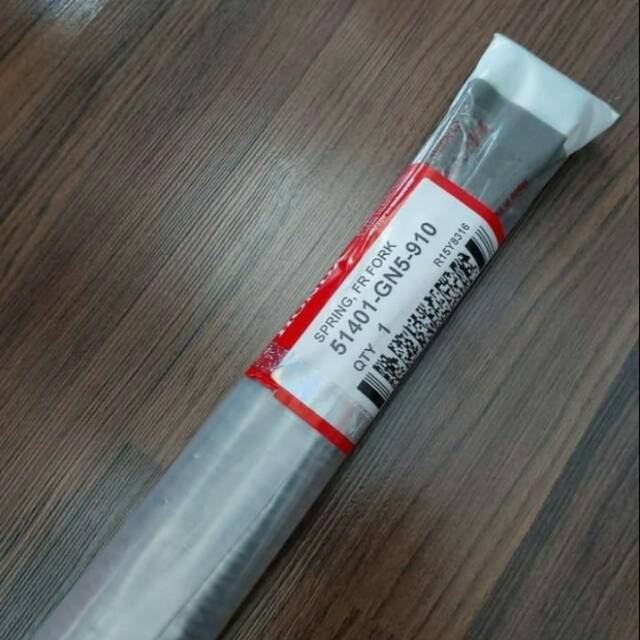 SPRING, FR FORK
51401-GN5-910
QTY 1
R15Y8316